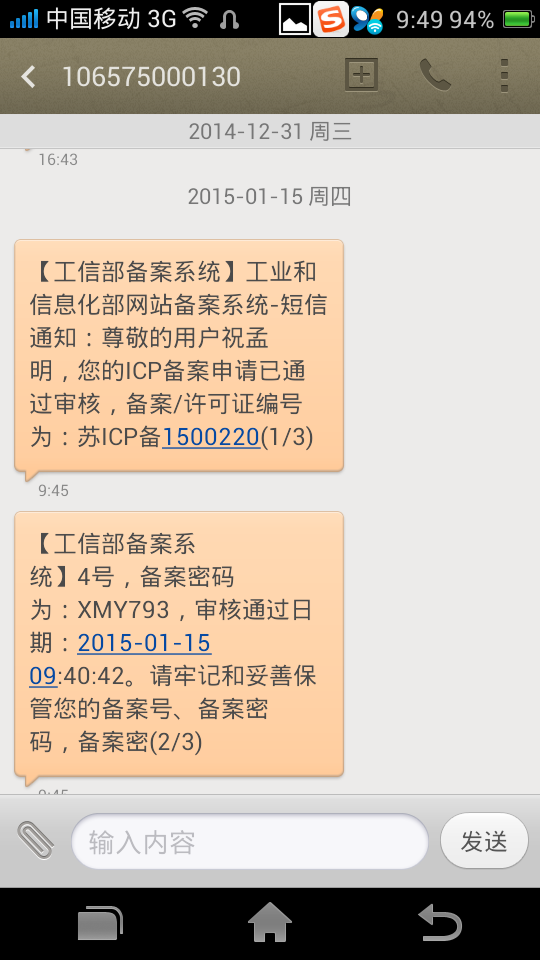 中国移动 3G 9:49 94%
106575000130
2014-12-31 周三
16:43
2015-01-15 周四
【工信部备案系统】工业和
信息化部网站备案系统-短信
通知：尊敬的用户祝孟
明，您的ICP备案申请已通
过审核，备案/许可证编号
为：苏ICP备1500220(1/3)
9:45
【工信部备案系
统】4号，备案密码
为：XMY793，审核通过日
期：2015-01-15
09:40:42。请牢记和妥善保
管您的备案号、备案密
码，备案密(2/3)
9:45
输入内容
发送